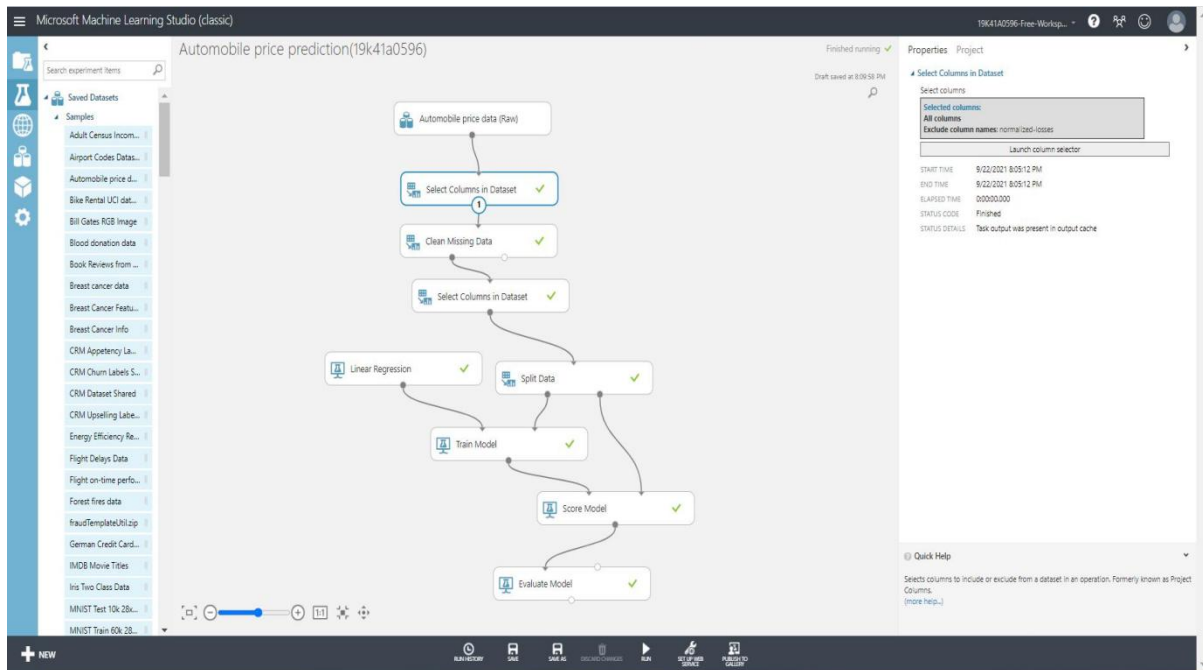 Microsoft Machine Learning Studio (classic)
19K41A0596-Free-Worksp...
Search experiment items
Saved Datasets
Samples
Adult Census Incom...
Airport Codes Datas...
Automobile price d...
Bike Rental UCI dat...
Bill Gates RGB Image
Blood donation data
Book Reviews from ...
Breast cancer data
Breast Cancer Featu...
Breast Cancer Info
CRM Appetency La...
CRM Churn Labels S...
CRM Dataset Shared
CRM Upselling Labe...
Energy Efficiency Re...
Flight Delays Data
Flight on-time perfo...
Forest fires data
fraudTemplateUtil.zip
German Credit Card...
IMDB Movie Titles
Iris Two Class Data
MNIST Test 10k 28x...
MNIST Train 60k 28...
Automobile price prediction(19k41a0596)
Finished running
Draft saved at 8:09:58 PM
Automobile price data (Raw)
Select Columns in Dataset
1
Clean Missing Data
Select Columns in Dataset
Linear Regression
Split Data
Train Model
Score Model
Evaluate Model
1:1
Properties Project
Select Columns in Dataset
Select columns
Selected columns:
All columns
Exclude column names: normalized-losses
Launch column selector
START TIME 9/22/2021 8:05:12 PM
END TIME 9/22/2021 8:05:12 PM
ELAPSED TIME 0:00:00.000
STATUS CODE Finished
STATUS DETAILS Task output was present in output cache
Quick Help
Selects columns to include or exclude from a dataset in an operation. Formerly known as Project
Columns.
(more help...)
NEW
RUN HISTORY
SAVE
SAVE AS
DISCARD CHANGES
RUN
SET UP WEB
SERVICE
PUBLISH TO
GALLERY